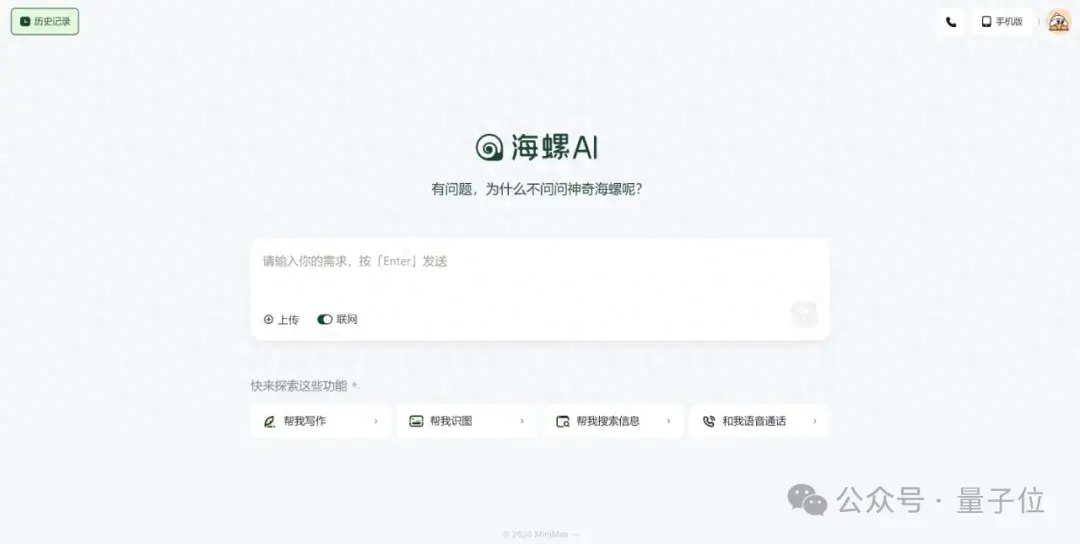 历史记录
手机版
海螺AI
有问题，为什么不问问神奇海螺呢？
请输入你的需求，按「Enter」发送
上传 联网
快来探索这些功能
帮我写作 帮我识图 帮我搜索信息 和我语音通话
公众号·量子位
© 2024 MiniMax